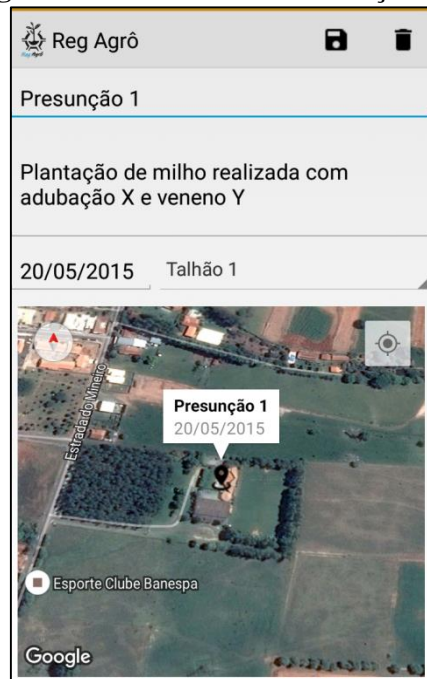 Reg Agrô
Presunção 1
Plantação de milho realizada com
adubação X e veneno Y
20/05/2015 Talhão 1
Presunção 1
20/05/2015
Estrada do Mineiro
Esporte Clube Banespa
Google